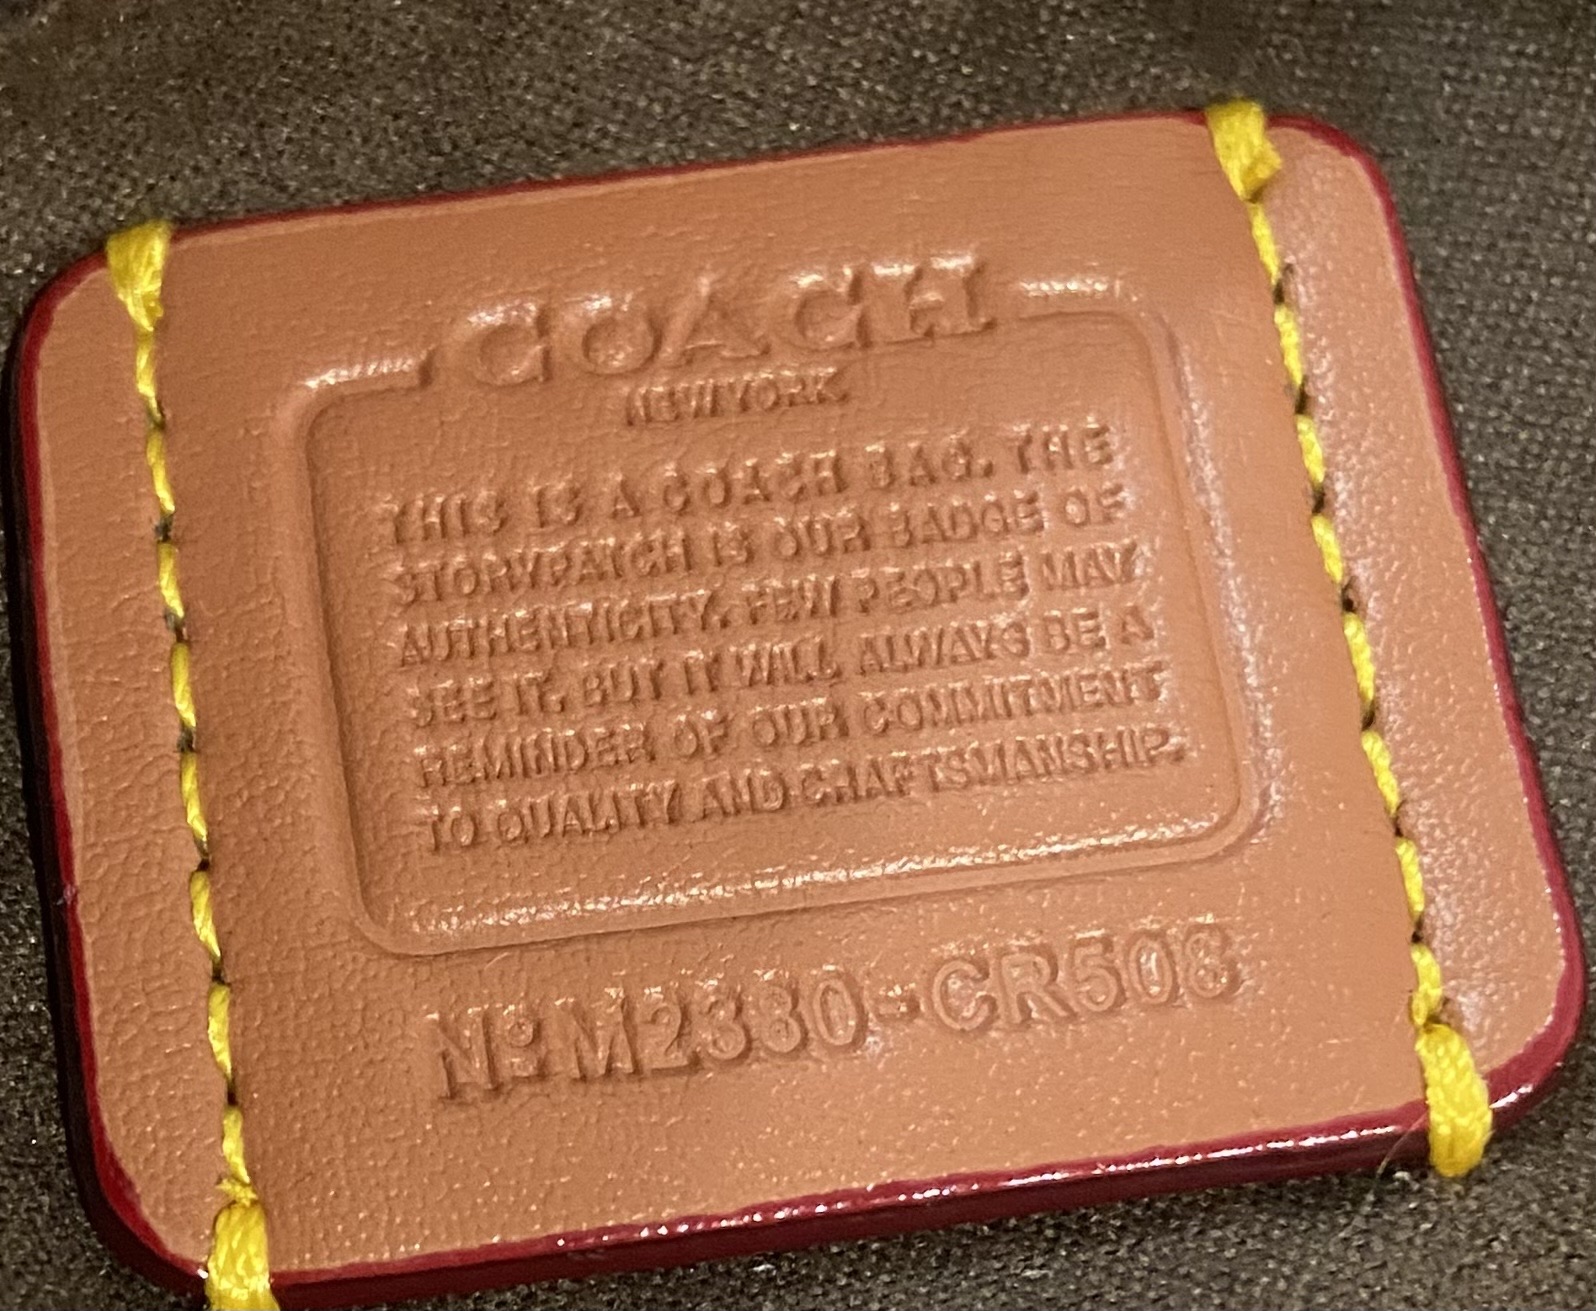 COACH
NEW YORK
THIS IS A COACH BAG. THE
STORYPATCH IS OUR BADGE OF
AUTHENTICITY. FEW PEOPLE MAY
SEE IT, BUT IT WILL ALWAYS BE A
REMINDER OF OUR COMMITMENT
TO QUALITY AND CRAFTSMANSHIP.
Nº M2380-CR508